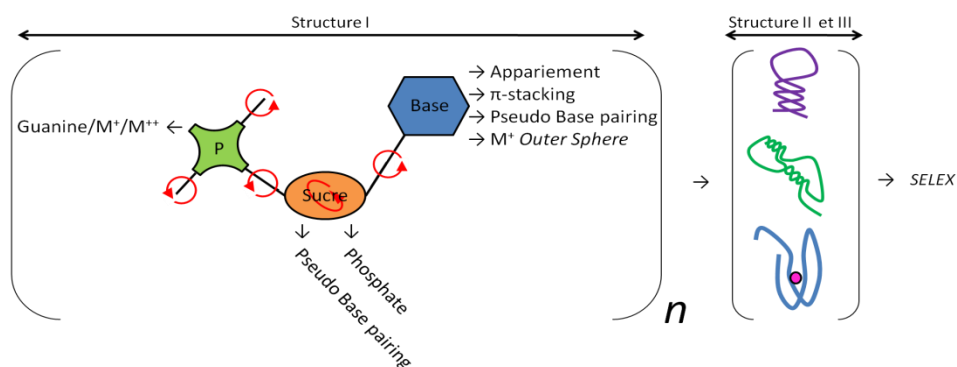 Structure I
Structure II et III
Base
→ Appariement
→ π-stacking
→ Pseudo Base pairing
→ M⁺ Outer Sphere
Guanine/M⁺/M⁺⁺ ←
P
Sucre
→ Phosphate
→ Pseudo Base pairing
n
→
→ SELEX